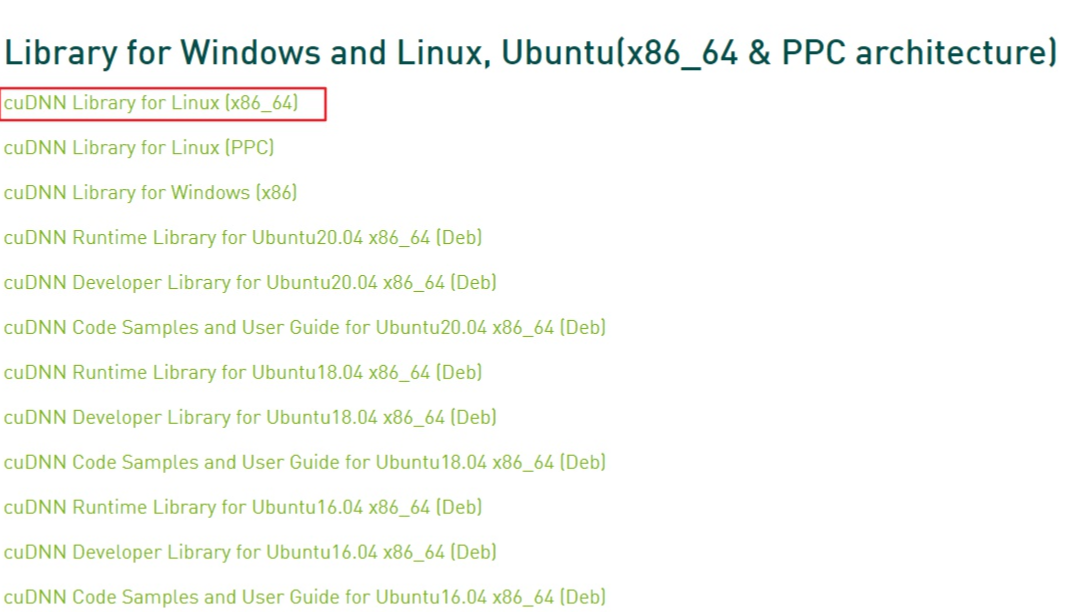 Library for Windows and Linux, Ubuntu(x86_64 & PPC architecture)
cuDNN Library for Linux (x86_64)
cuDNN Library for Linux (PPC)
cuDNN Library for Windows (x86)
cuDNN Runtime Library for Ubuntu20.04 x86_64 (Deb)
cuDNN Developer Library for Ubuntu20.04 x86_64 (Deb)
cuDNN Code Samples and User Guide for Ubuntu20.04 x86_64 (Deb)
cuDNN Runtime Library for Ubuntu18.04 x86_64 (Deb)
cuDNN Developer Library for Ubuntu18.04 x86_64 (Deb)
cuDNN Code Samples and User Guide for Ubuntu18.04 x86_64 (Deb)
cuDNN Runtime Library for Ubuntu16.04 x86_64 (Deb)
cuDNN Developer Library for Ubuntu16.04 x86_64 (Deb)
cuDNN Code Samples and User Guide for Ubuntu16.04 x86_64 (Deb)